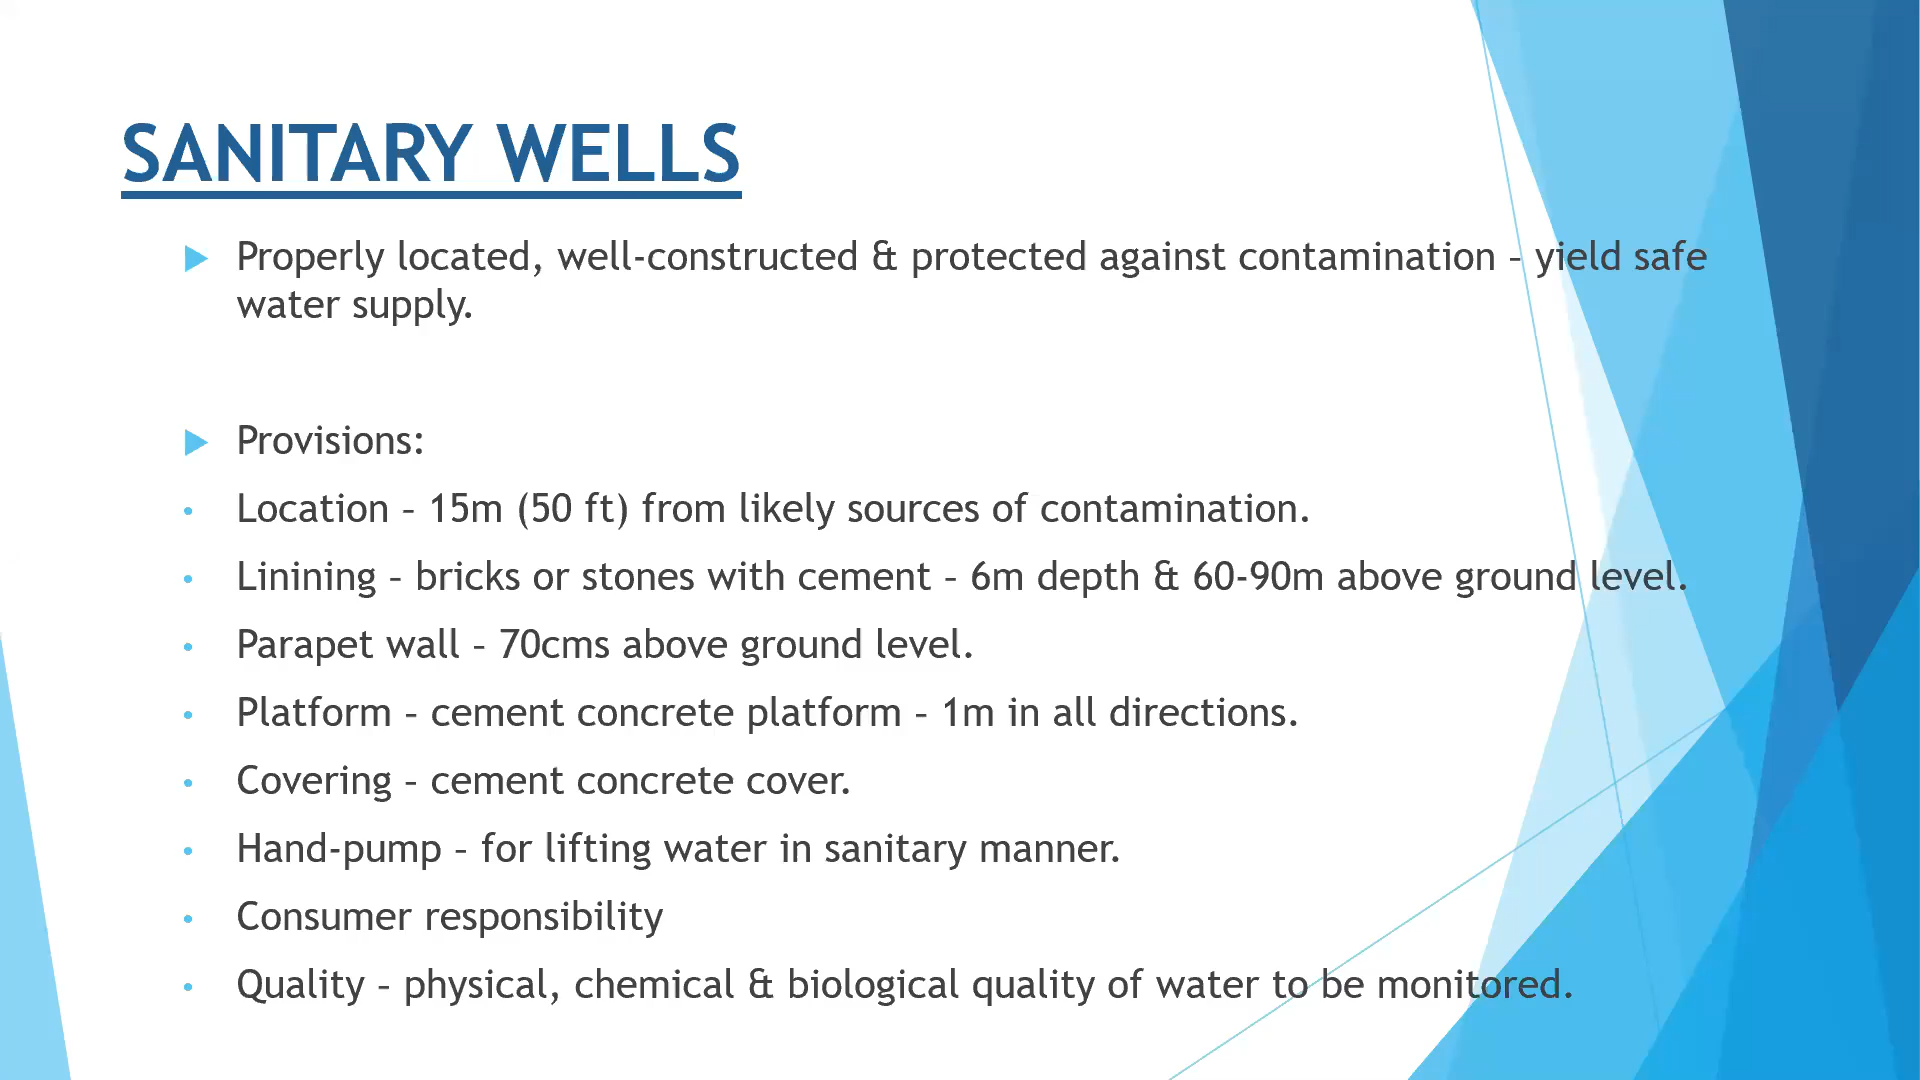 SANITARY WELLS
Properly located, well-constructed & protected against contamination – yield safe
water supply.
Provisions:
Location – 15m (50 ft) from likely sources of contamination.
Linining – bricks or stones with cement – 6m depth & 60-90m above ground level.
Parapet wall – 70cms above ground level.
Platform – cement concrete platform – 1m in all directions.
Covering – cement concrete cover.
Hand-pump – for lifting water in sanitary manner.
Consumer responsibility
Quality – physical, chemical & biological quality of water to be monitored.